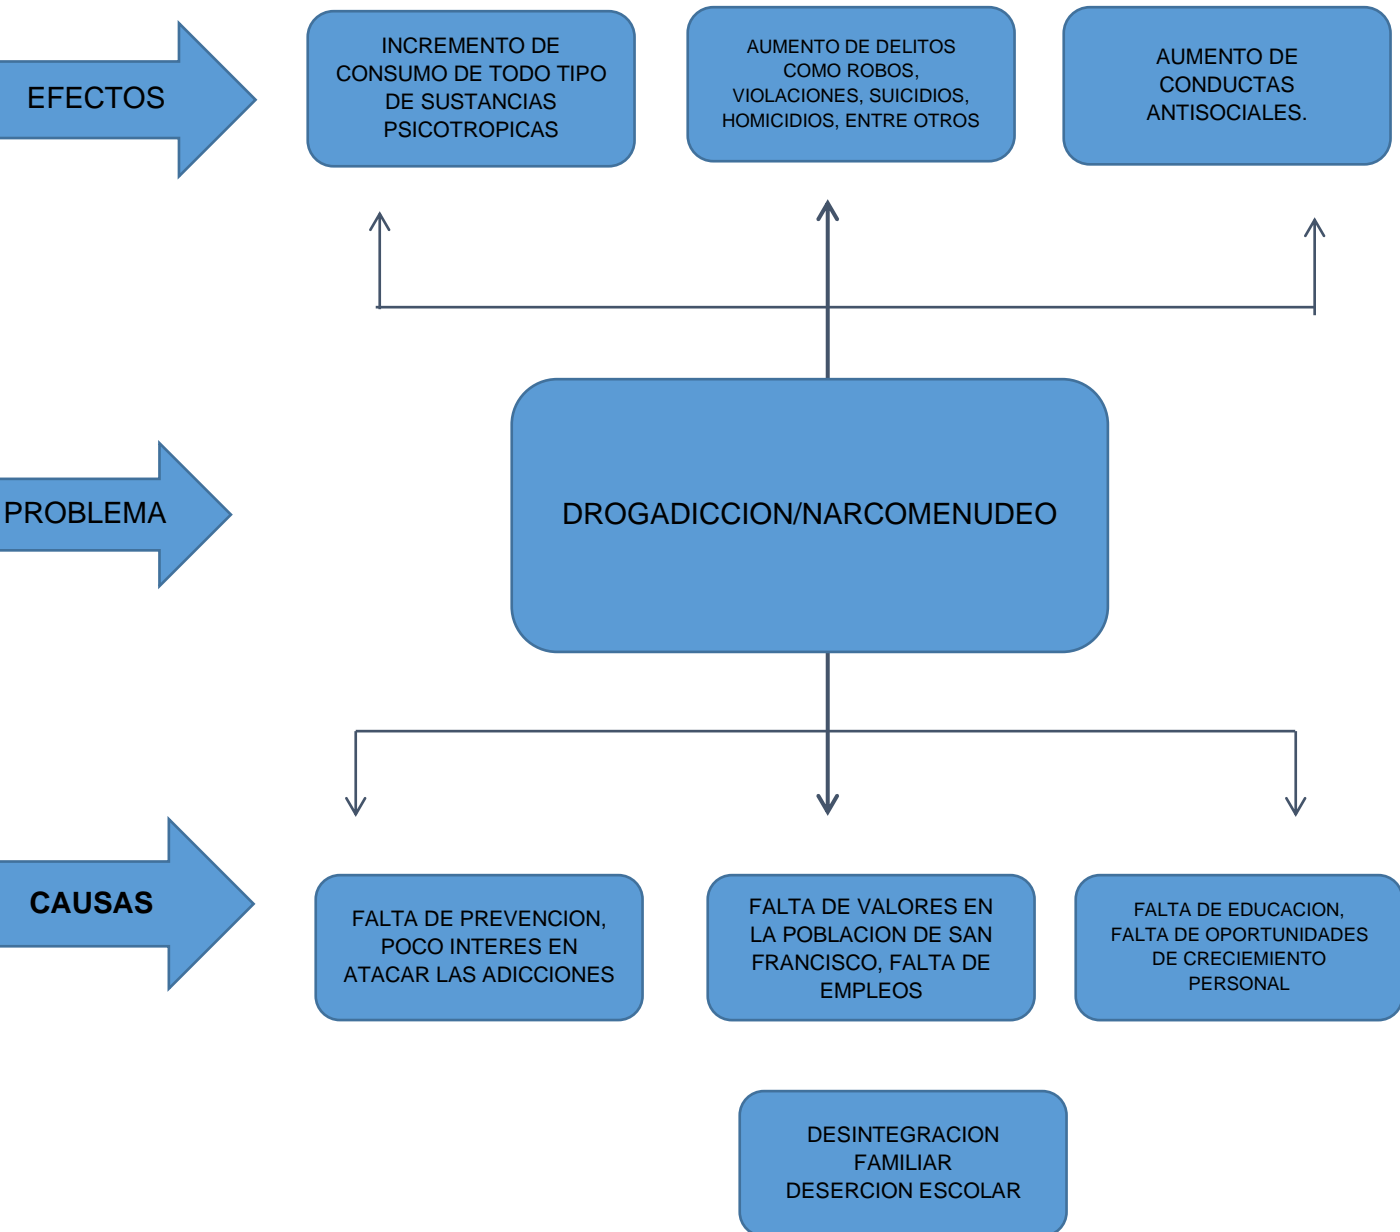 EFECTOS
INCREMENTO DE
CONSUMO DE TODO TIPO
DE SUSTANCIAS
PSICOTROPICAS
AUMENTO DE DELITOS
COMO ROBOS,
VIOLACIONES, SUICIDIOS,
HOMICIDIOS, ENTRE OTROS
AUMENTO DE
CONDUCTAS
ANTISOCIALES.
PROBLEMA
DROGADICCION/NARCOMENUDEO
CAUSAS
FALTA DE PREVENCION,
POCO INTERES EN
ATACAR LAS ADICCIONES
FALTA DE VALORES EN
LA POBLACION DE SAN
FRANCISCO, FALTA DE
EMPLEOS
FALTA DE EDUCACION,
FALTA DE OPORTUNIDADES
DE CRECIEMIENTO
PERSONAL
DESINTEGRACION
FAMILIAR
DESERCION ESCOLAR